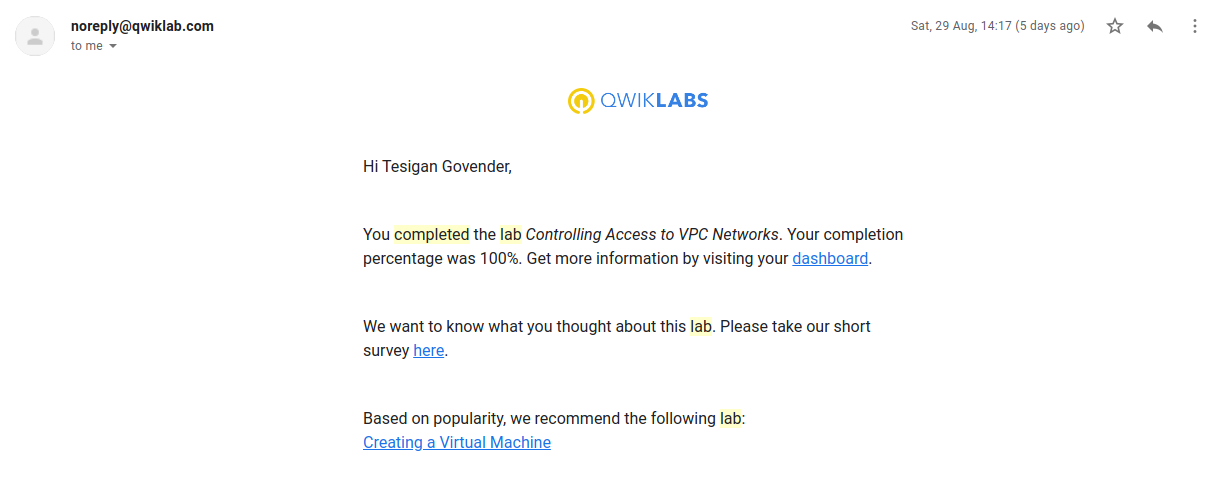 noreply@qwiklab.com
Sat, 29 Aug, 14:17 (5 days ago)
to me
QWIKLABS
Hi Tesigan Govender,
You completed the lab Controlling Access to VPC Networks. Your completion
percentage was 100%. Get more information by visiting your dashboard.
We want to know what you thought about this lab. Please take our short
survey here.
Based on popularity, we recommend the following lab:
Creating a Virtual Machine